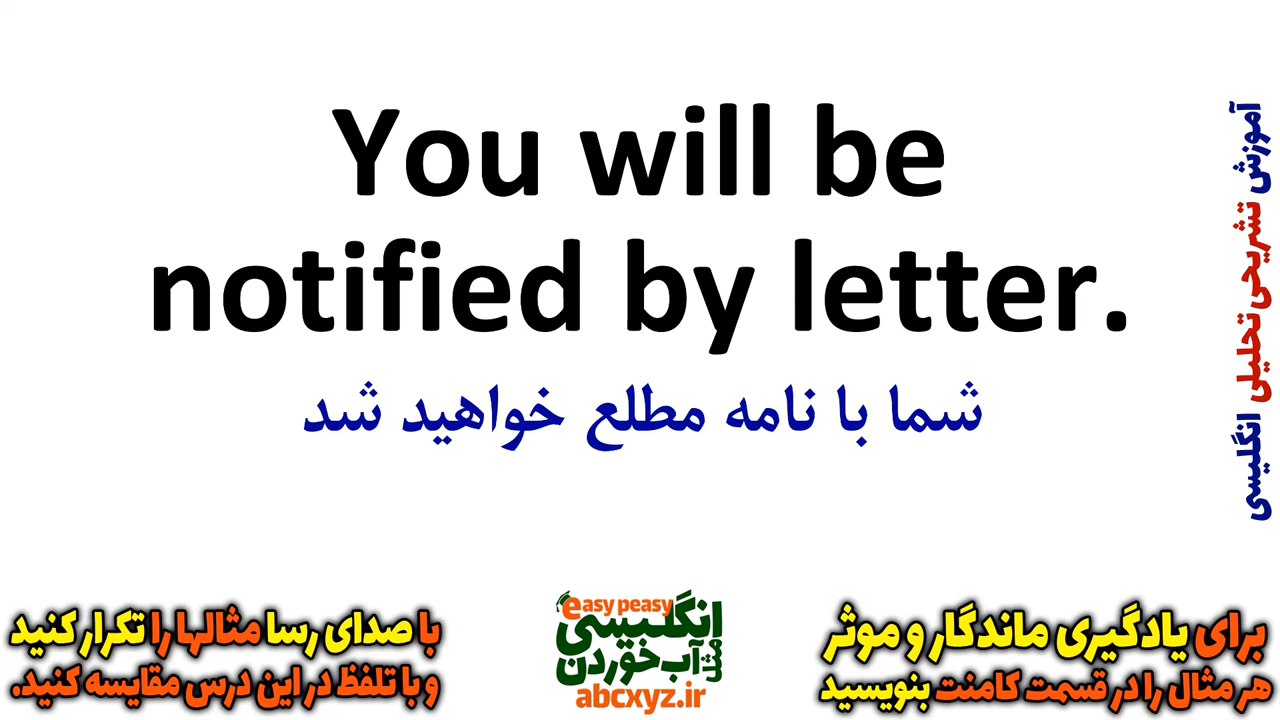 You will be
notified by letter.
شما با نامه مطلع خواهید شد
آموزش تشریحی تحلیلی انگلیسی
برای یادگیری ماندگار و موثر
هر مثال را در قسمت کامنت بنویسید
easy peasy
انگلیسی
مثل آب خوردن
abcxyz.ir
با صدای رسا مثالها را تکرار کنید
و با تلفظ در این درس مقایسه کنید.